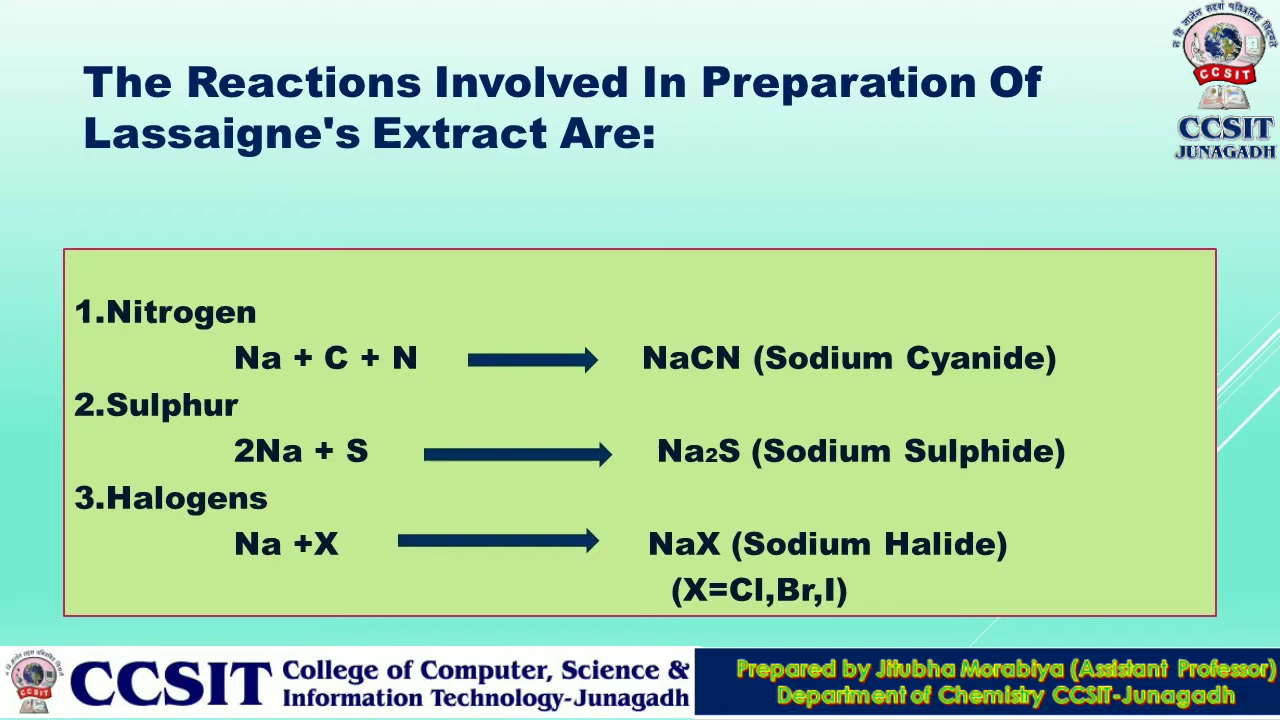 The Reactions Involved In Preparation Of
Lassaigne's Extract Are:
CCSIT
CCSIT
JUNAGADH
1.Nitrogen
Na + C + N NaCN (Sodium Cyanide)
2.Sulphur
2Na + S Na₂S (Sodium Sulphide)
3.Halogens
Na +X NaX (Sodium Halide)
(X=Cl,Br,I)
CCSIT
CCSIT
College of Computer, Science &
Information Technology-Junagadh
Prepared by Jitubha Morabiya (Assistant Professor)
Department of Chemistry CCSIT-Junagadh